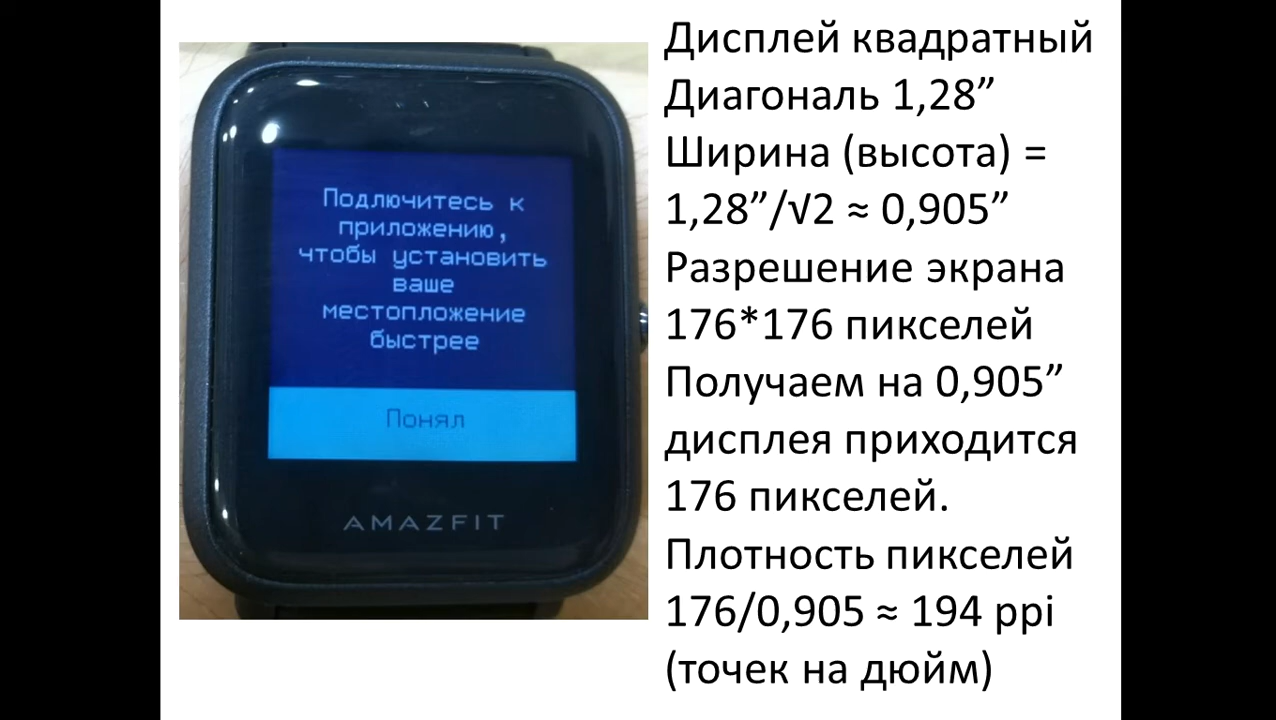 Подлючитесь к
приложению,
чтобы установить
ваше
местопложение
быстрее
Понял
AMAZFIT
Дисплей квадратный
Диагональ 1,28”
Ширина (высота) =
1,28”/√2 ≈ 0,905”
Разрешение экрана
176*176 пикселей
Получаем на 0,905”
дисплея приходится
176 пикселей.
Плотность пикселей
176/0,905 ≈ 194 ppi
(точек на дюйм)